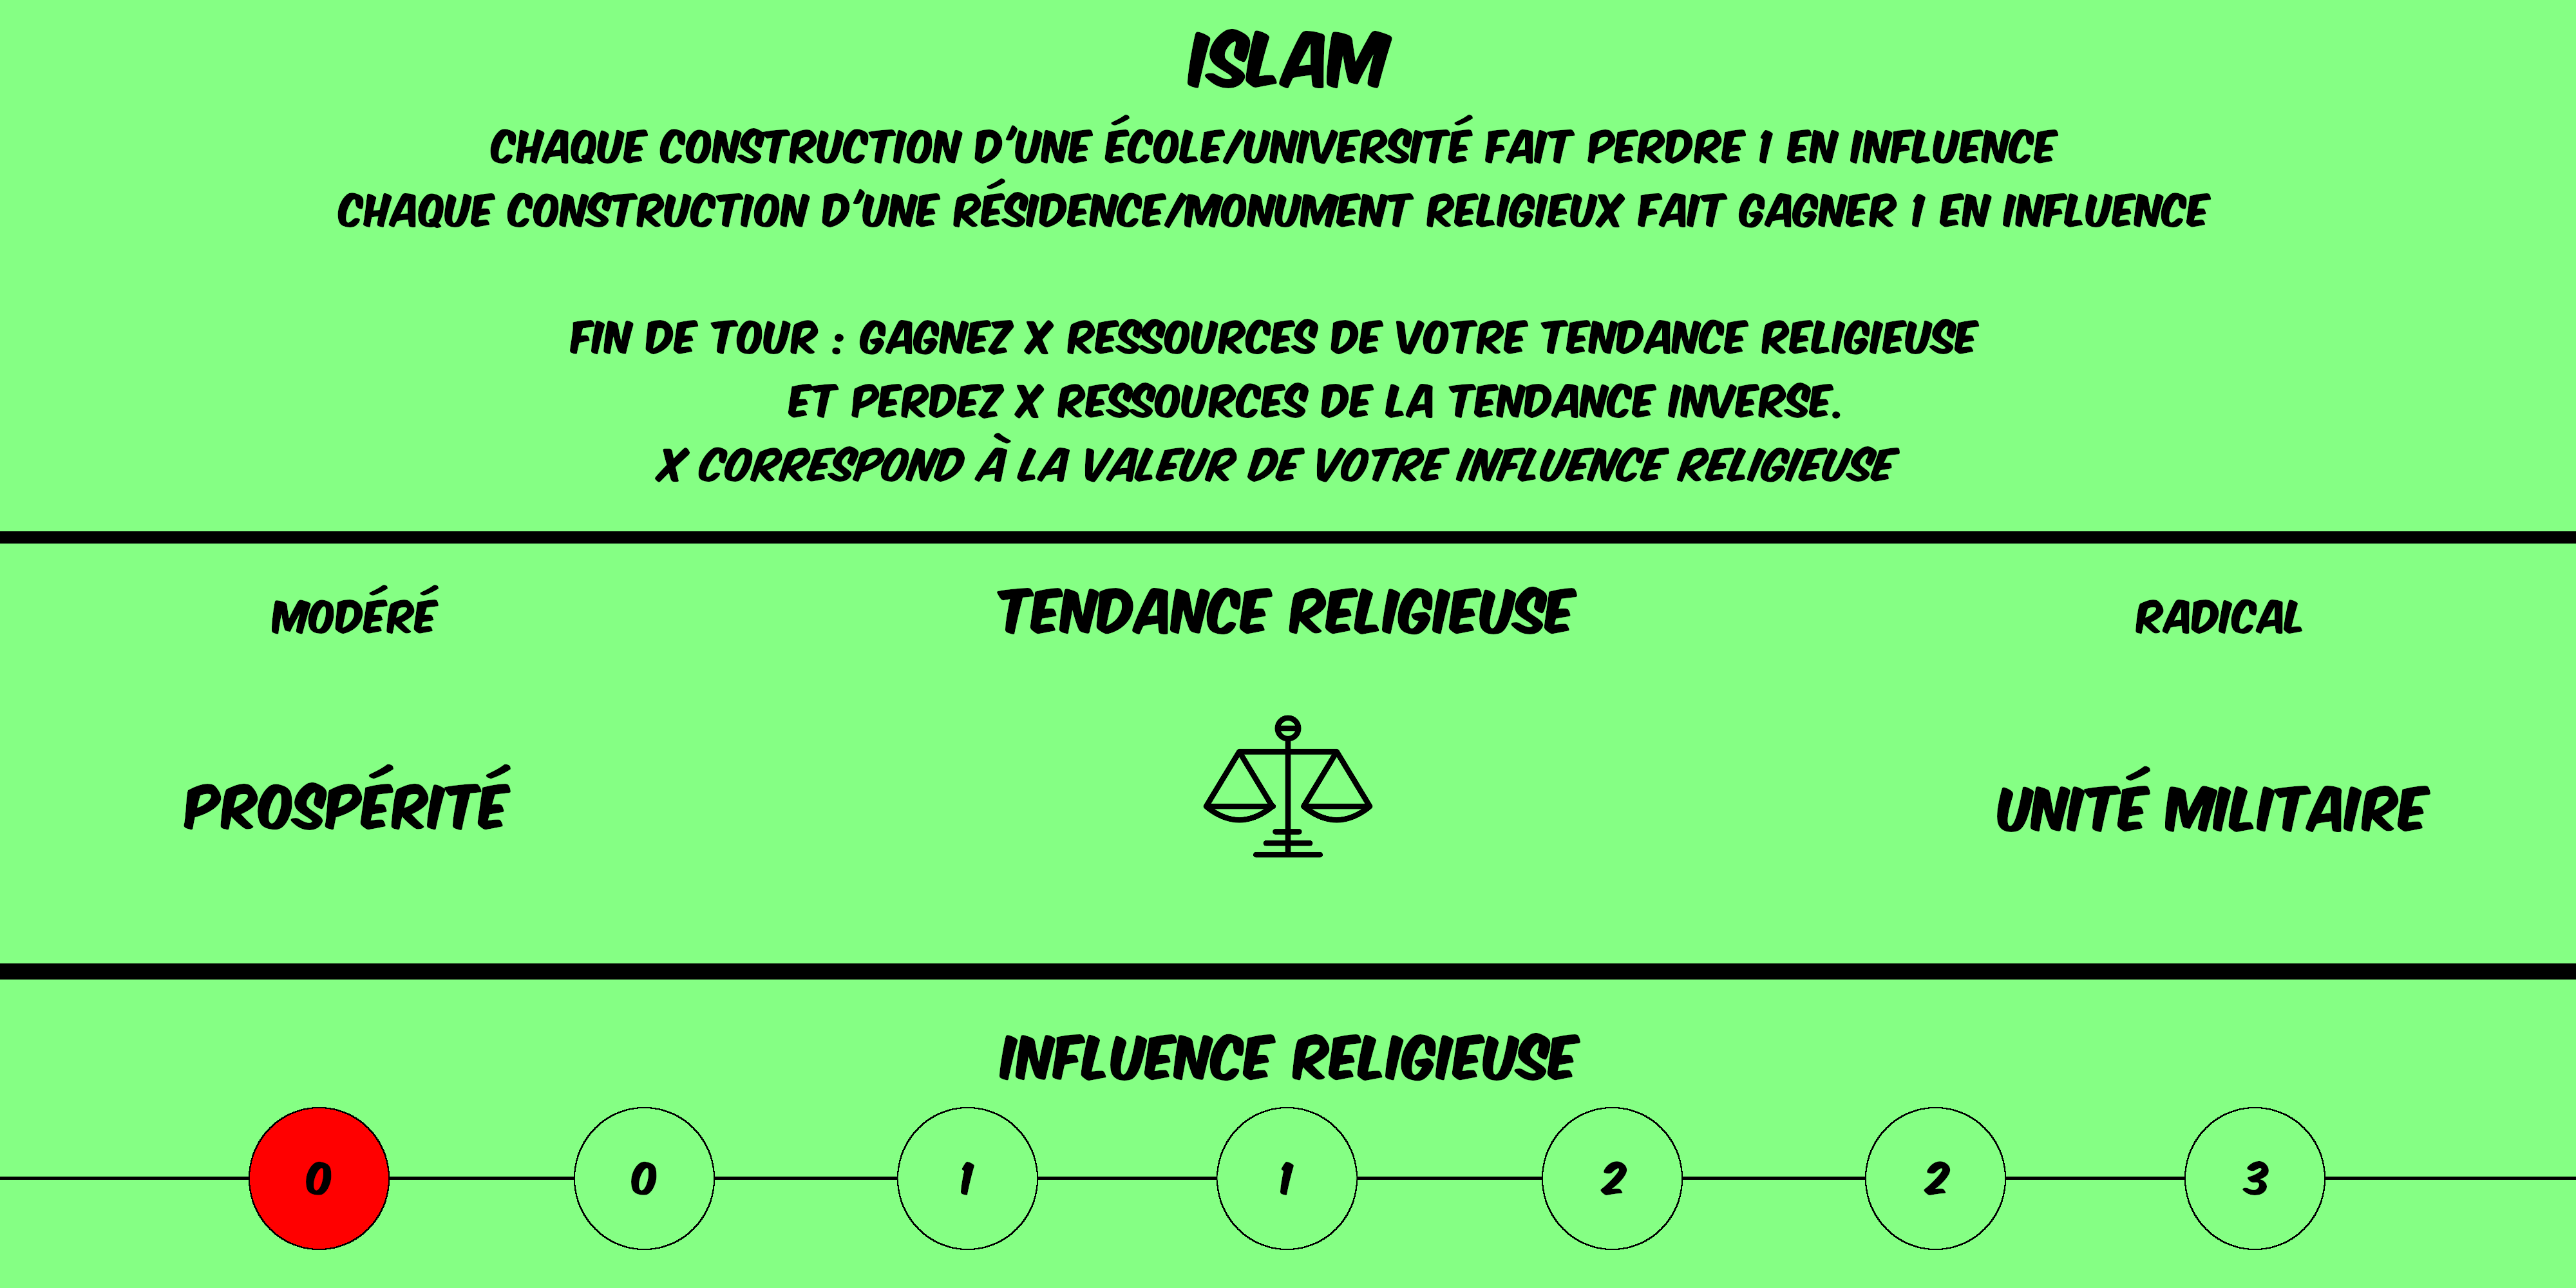 ISLAM
CHAQUE CONSTRUCTION D'UNE ÉCOLE/UNIVERSITÉ FAIT PERDRE 1 EN INFLUENCE
CHAQUE CONSTRUCTION D'UNE RÉSIDENCE/MONUMENT RELIGIEUX FAIT GAGNER 1 EN INFLUENCE
FIN DE TOUR : GAGNEZ X RESSOURCES DE VOTRE TENDANCE RELIGIEUSE
ET PERDEZ X RESSOURCES DE LA TENDANCE INVERSE.
X CORRESPOND À LA VALEUR DE VOTRE INFLUENCE RELIGIEUSE
MODÉRÉ TENDANCE RELIGIEUSE RADICAL
PROSPÉRITÉ UNITÉ MILITAIRE
INFLUENCE RELIGIEUSE
0 0 1 1 2 2 3